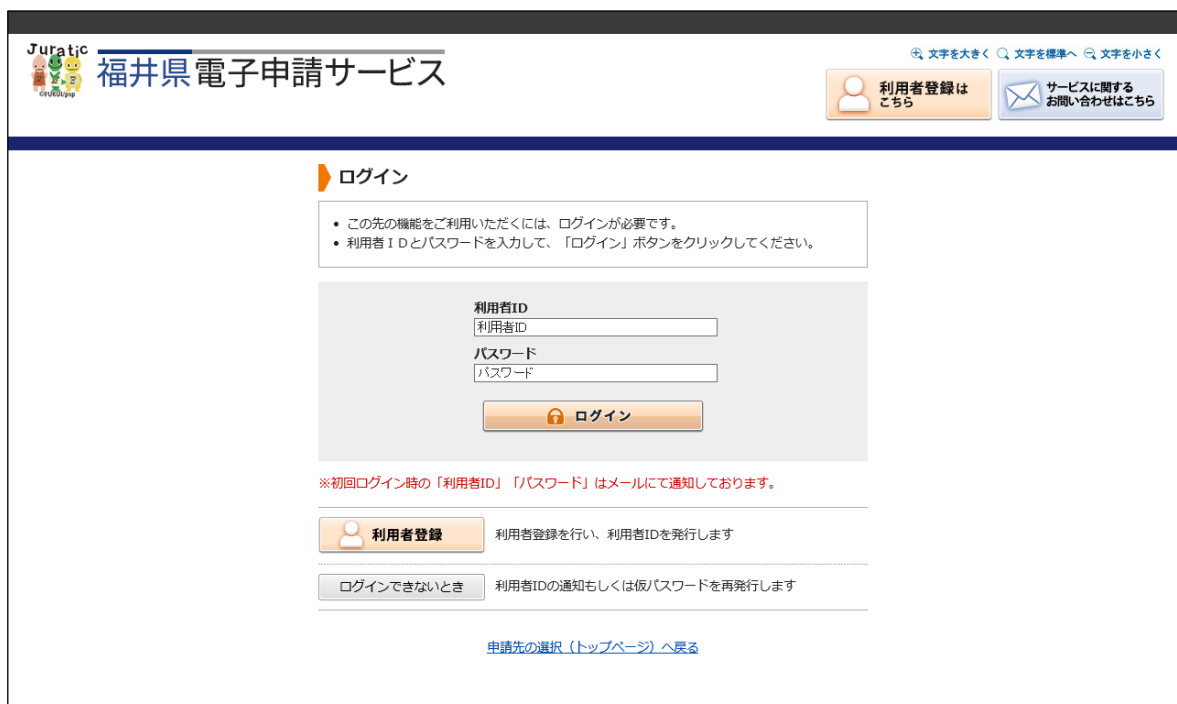 Juratic
福井県電子申請サービス
文字を大きく 文字を標準へ 文字を小さく
利用者登録は
こちら
サービスに関する
お問い合わせはこちら
ログイン
• この先の機能をご利用いただくには、ログインが必要です。
• 利用者ＩＤとパスワードを入力して、「ログイン」ボタンをクリックしてください。
利用者ID
利用者ID
パスワード
パスワード
ログイン
※初回ログイン時の「利用者ID」「パスワード」はメールにて通知しております。
利用者登録 利用者登録を行い、利用者IDを発行します
ログインできないとき 利用者IDの通知もしくは仮パスワードを再発行します
申請先の選択（トップページ）へ戻る